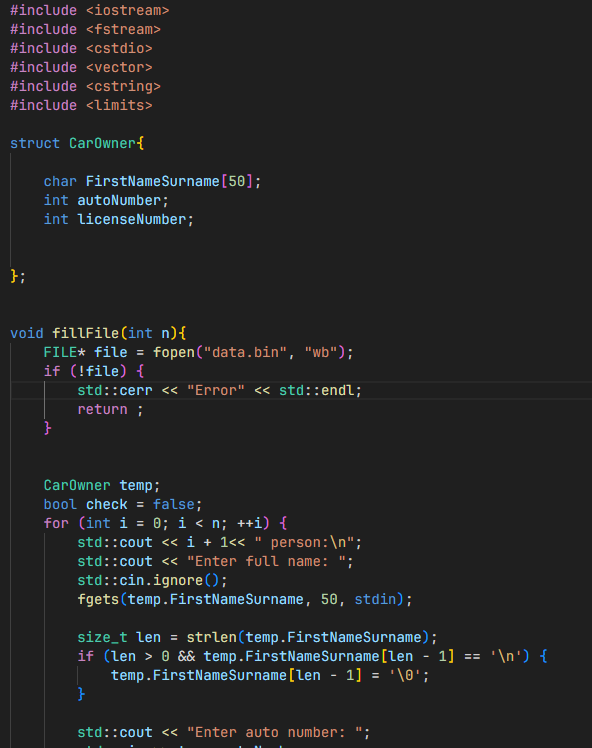 #include <iostream>
#include <fstream>
#include <cstdio>
#include <vector>
#include <cstring>
#include <limits>
struct CarOwner{
char FirstNameSurname[50];
int autoNumber;
int licenseNumber;
};
void fillFile(int n){
FILE* file = fopen("data.bin", "wb");
if (!file) {
std::cerr << "Error" << std::endl;
return ;
}
CarOwner temp;
bool check = false;
for (int i = 0; i < n; ++i) {
std::cout << i + 1<< " person:\n";
std::cout << "Enter full name: ";
std::cin.ignore();
fgets(temp.FirstNameSurname, 50, stdin);
size_t len = strlen(temp.FirstNameSurname);
if (len > 0 && temp.FirstNameSurname[len - 1] == '\n') {
temp.FirstNameSurname[len - 1] = '\0';
}
std::cout << "Enter auto number: ";